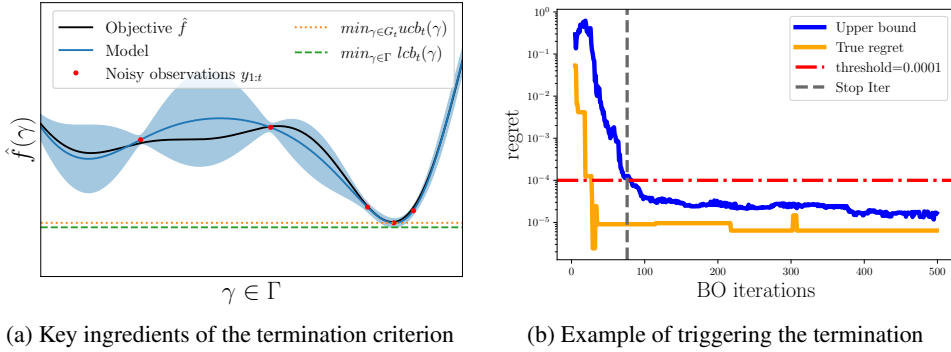 Objective f̂
Model
Noisy observations y₁:ₜ
min_{γ∈Gₜ} ucbₜ(γ)
min_{γ∈Γ} lcbₜ(γ)
f̂(γ)
γ ∈ Γ
(a) Key ingredients of the termination criterion
10⁰
10⁻¹
10⁻²
10⁻³
10⁻⁴
10⁻⁵
regret
Upper bound
True regret
threshold=0.0001
Stop Iter
0 100 200 300 400 500
BO iterations
(b) Example of triggering the termination